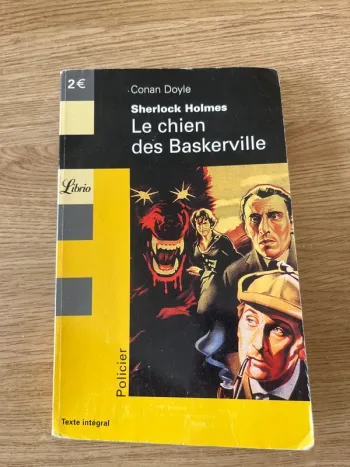 2€
Conan Doyle
Sherlock Holmes
Le chien
des Baskerville
Librio
Policier
Texte intégral